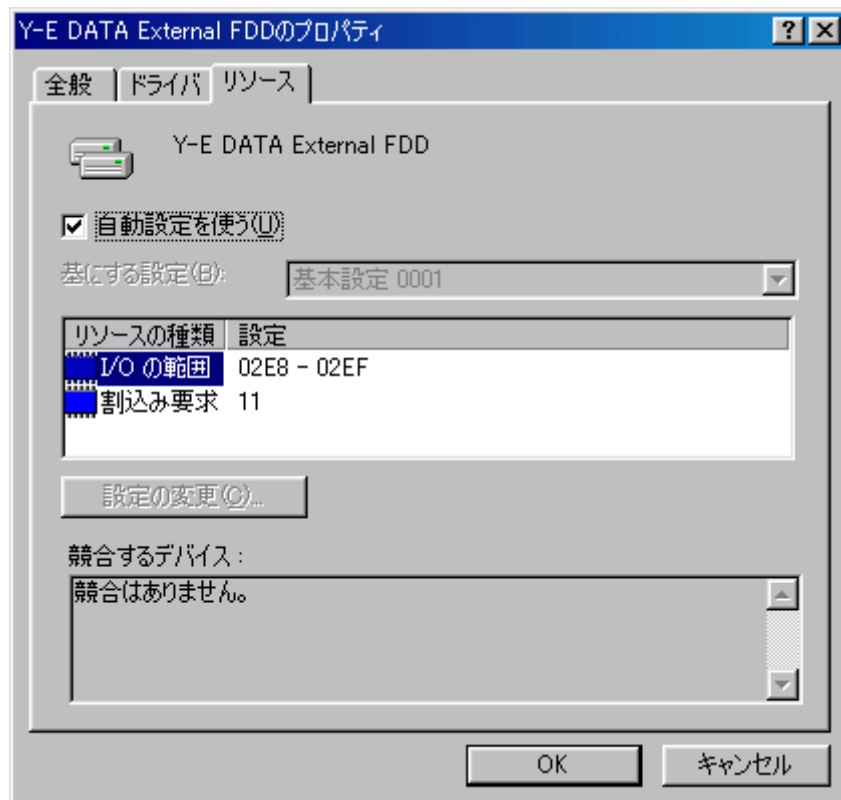 Y-E DATA External FDDのプロパティ
全般 ドライバ リソース
Y-E DATA External FDD
自動設定を使う(U)
基にする設定(B): 基本設定 0001
リソースの種類 設定
I/O の範囲 02E8 - 02EF
割込み要求 11
設定の変更(C)...
競合するデバイス:
競合はありません。
OK キャンセル